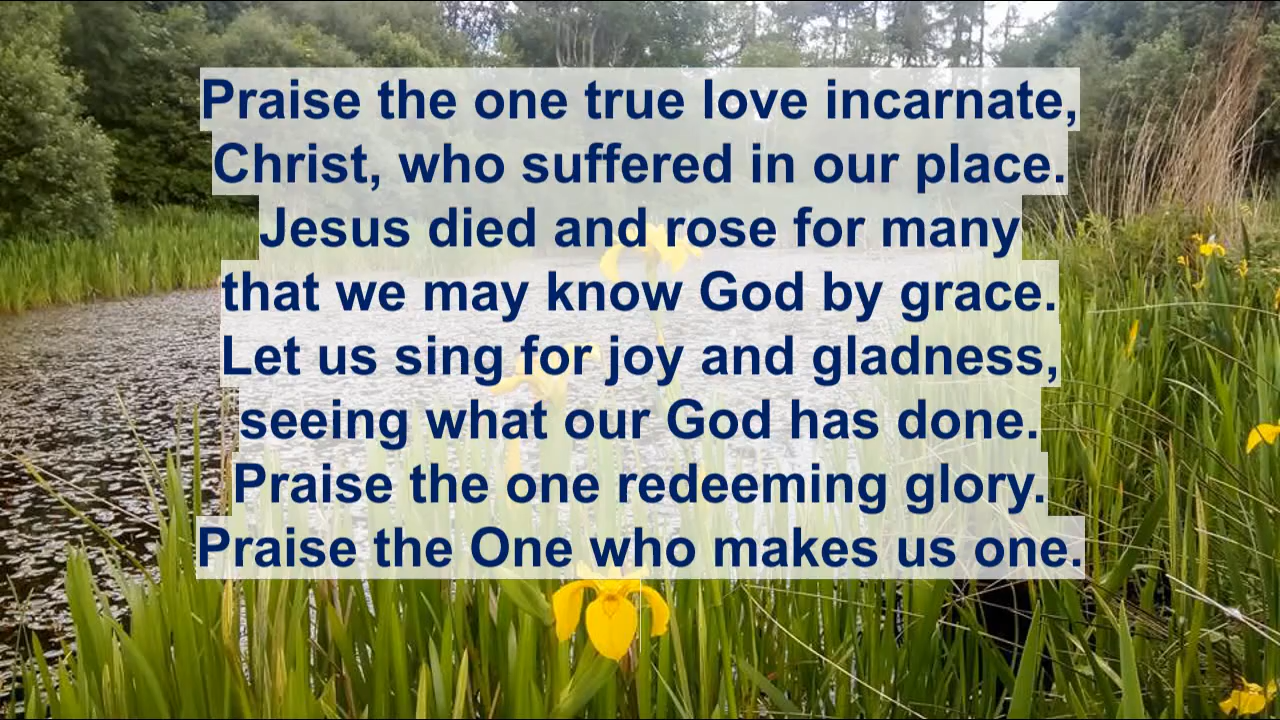 Praise the one true love incarnate,
Christ, who suffered in our place.
Jesus died and rose for many
that we may know God by grace.
Let us sing for joy and gladness,
seeing what our God has done.
Praise the one redeeming glory.
Praise the One who makes us one.